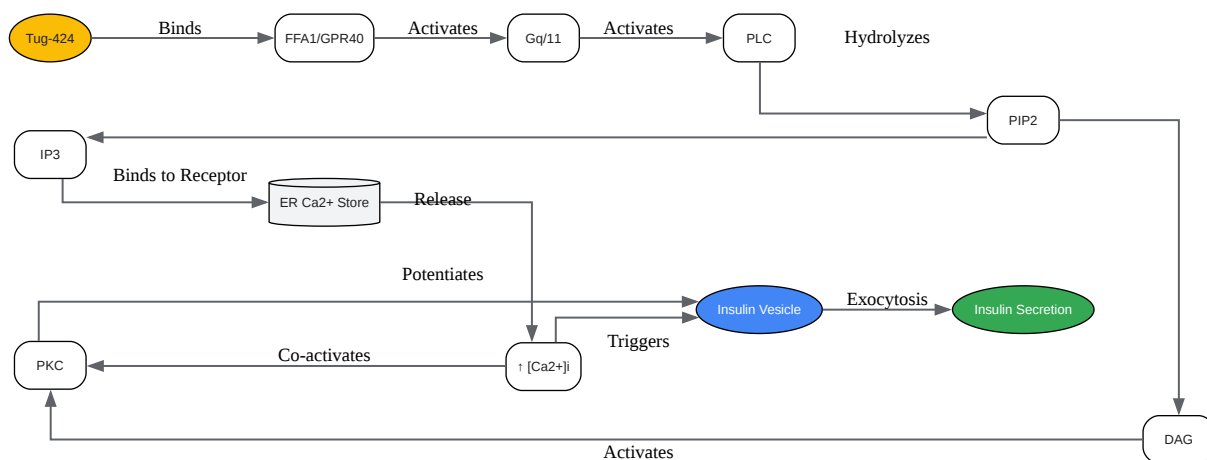 Tug-424
Binds
FFA1/GPR40
Activates
Gq/11
Activates
PLC
Hydrolyzes
PIP2
IP3
Binds to Receptor
ER Ca2+ Store
Release
Potentiates
Insulin Vesicle
Exocytosis
Insulin Secretion
Triggers
PKC
Co-activates
↑ [Ca2+]i
DAG
Activates